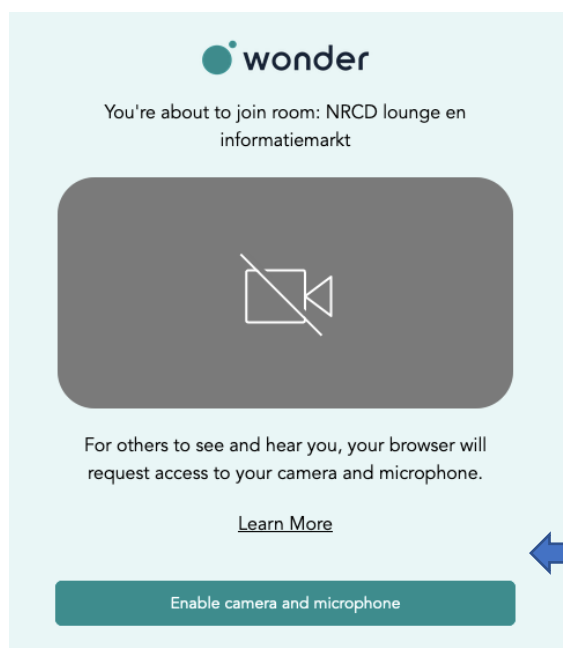 wonder
You're about to join room: NRCD lounge en
informatiemarkt
For others to see and hear you, your browser will
request access to your camera and microphone.
Learn More
Enable camera and microphone